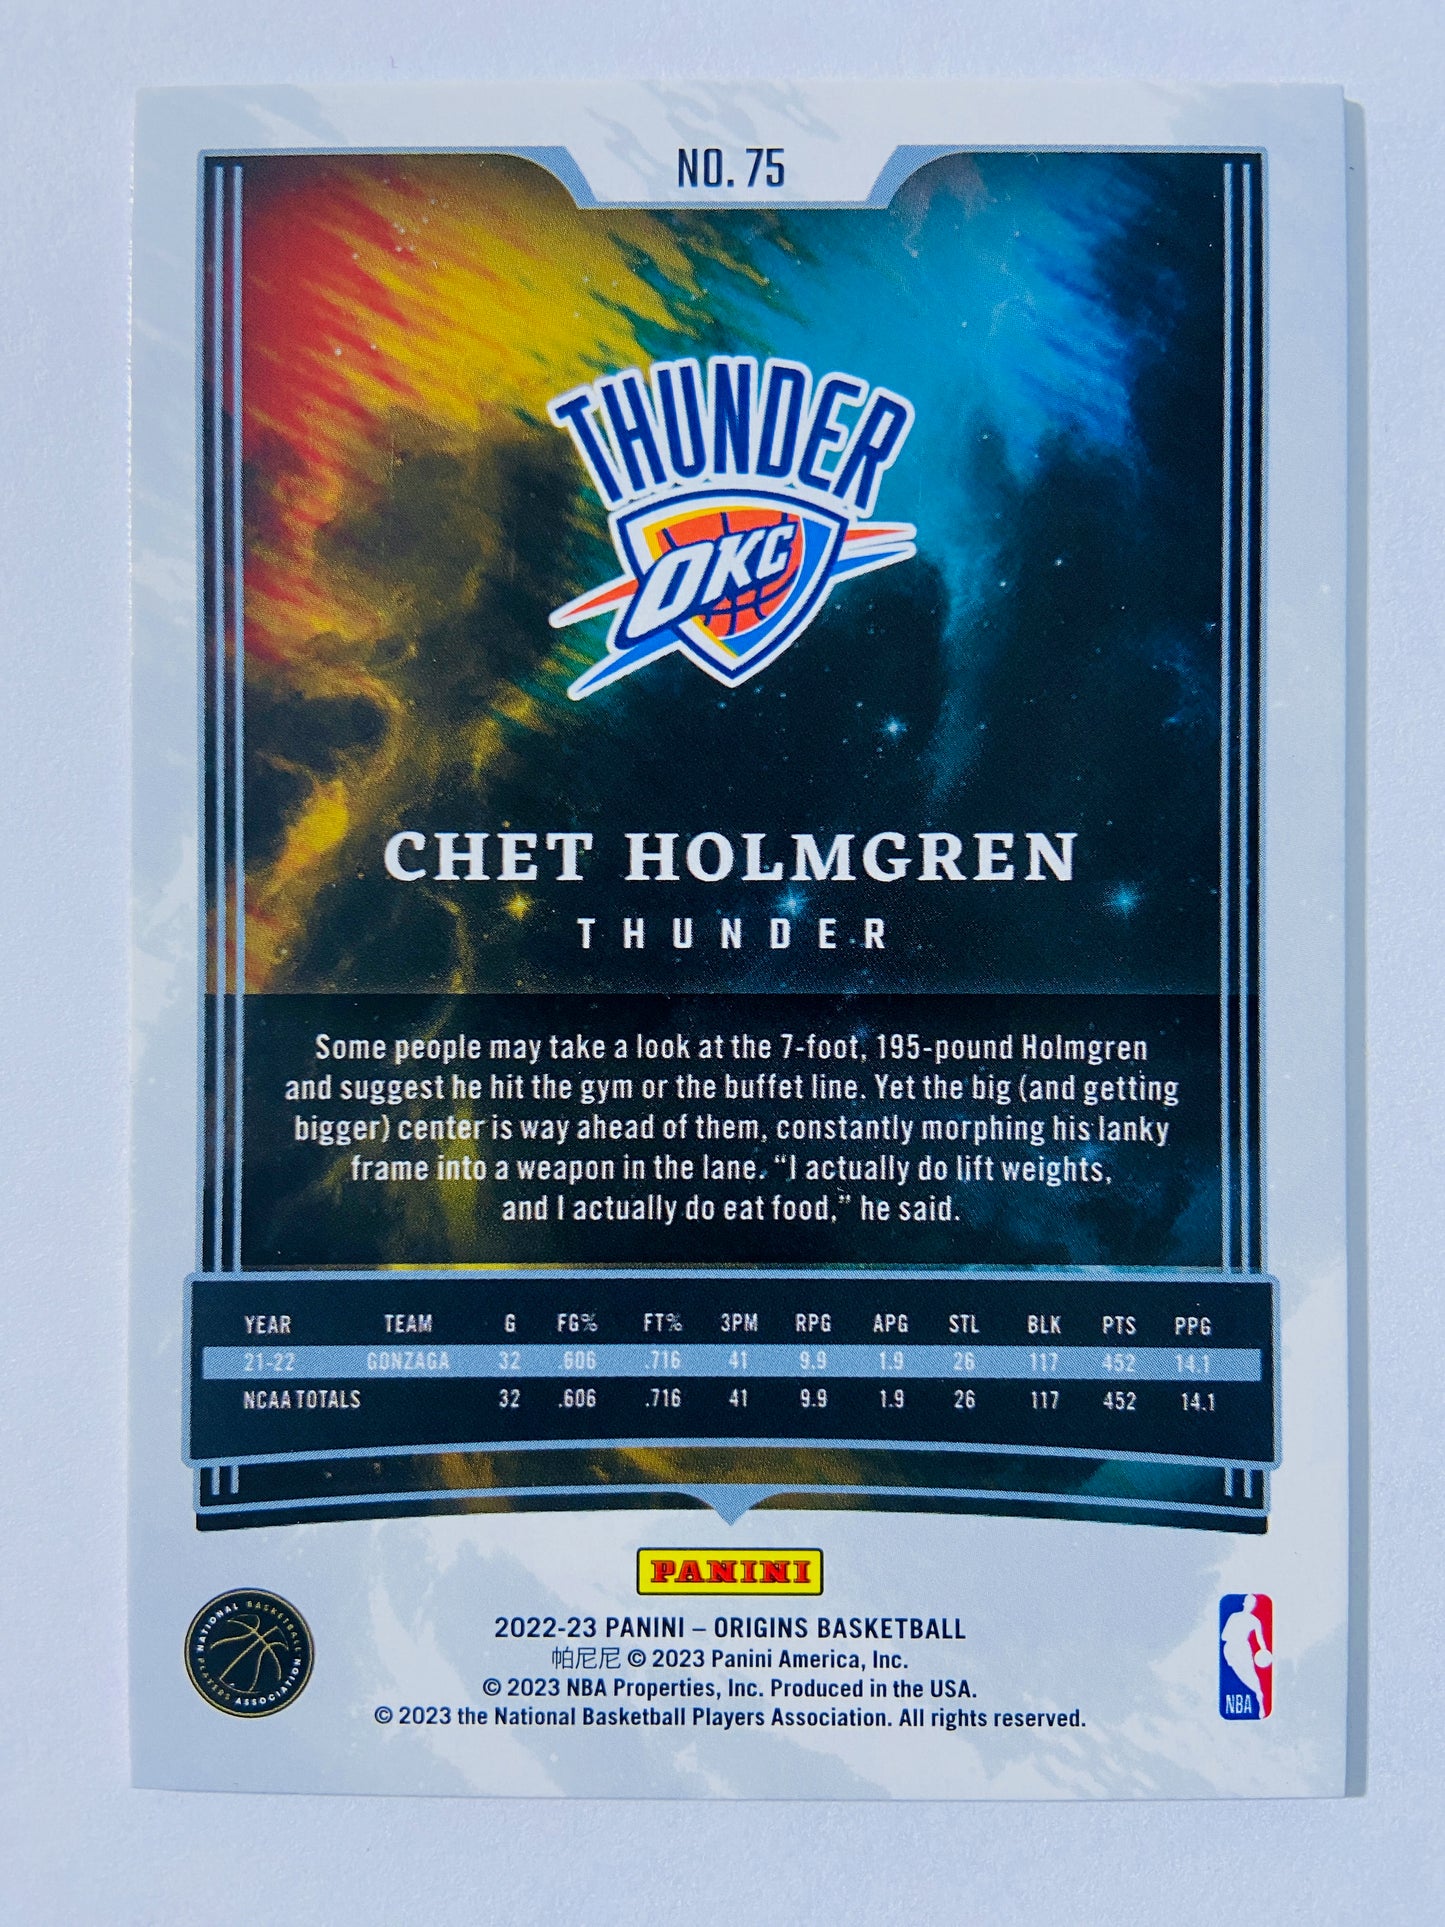 NO. 75
THUNDER
OKC
CHET HOLMGREN
THUNDER
Some people may take a look at the 7-foot, 195-pound Holmgren
and suggest he hit the gym or the buffet line. Yet the big (and getting
bigger) center is way ahead of them, constantly morphing his lanky
frame into a weapon in the lane. “I actually do lift weights,
and I actually do eat food,” he said.
YEAR TEAM G FG% FT% 3PM RPG APG STL BLK PTS PPG
21-22 GONZAGA 32 .606 .716 41 9.9 1.9 26 117 452 14.1
NCAA TOTALS 32 .606 .716 41 9.9 1.9 26 117 452 14.1
PANINI
2022-23 PANINI – ORIGINS BASKETBALL
帕尼尼 © 2023 Panini America, Inc.
© 2023 NBA Properties, Inc. Produced in the USA.
© 2023 the National Basketball Players Association. All rights reserved.
NATIONAL BASKETBALL PLAYERS ASSOCIATION
NBA